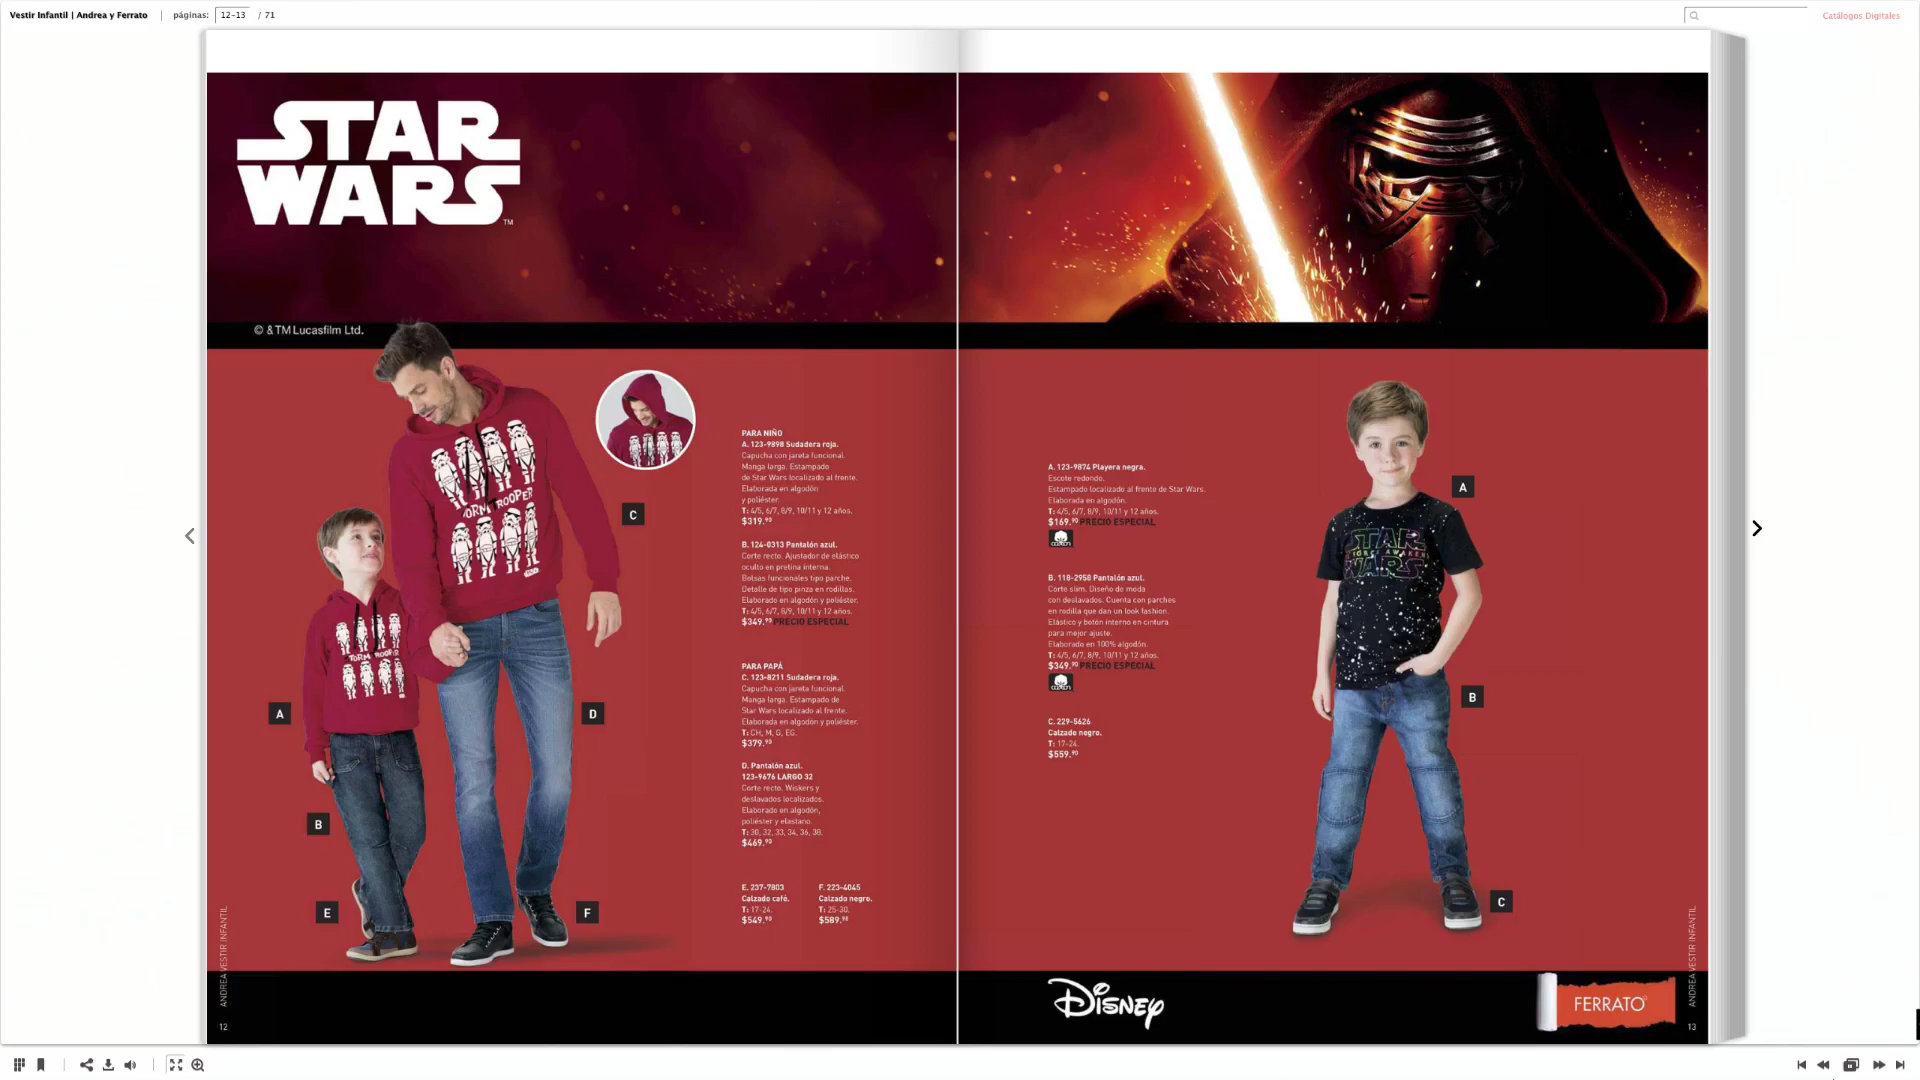 Vestir Infantil | Andrea y Ferrato
páginas: 12-13 / 71
Catálogos Digitales
STAR
WARS
TM
© & TM Lucasfilm Ltd.
TORMTROOPER
TORMTROOPER
C
A
D
B
E
F
PARA NIÑO
A. 123-9898 Sudadera roja.
Capucha con jareta funcional.
Manga larga. Estampado
de Star Wars localizado al frente.
Elaborada en algodón
y poliéster.
T: 4/5, 6/7, 8/9, 10/11 y 12 años.
$319.90
B. 124-0313 Pantalón azul.
Corte recto. Ajustador de elástico
oculto en pretina interna.
Bolsas funcionales tipo parche.
Detalle de tipo pinza en rodillas.
Elaborado en algodón y poliéster.
T: 4/5, 6/7, 8/9, 10/11 y 12 años.
$349.90 PRECIO ESPECIAL
PARA PAPÁ
C. 123-8211 Sudadera roja.
Capucha con jareta funcional.
Manga larga. Estampado de
Star Wars localizado al frente.
Elaborada en algodón y poliéster.
T: CH, M, G, EG.
$379.90
D. Pantalón azul.
123-9676 LARGO 32
Corte recto. Wiskers y
deslavados localizados.
Elaborado en algodón,
poliéster y elastano.
T: 30, 32, 33, 34, 36, 38.
$469.90
E. 237-7803
Calzado café.
T: 17-24.
$549.90
F. 223-4045
Calzado negro.
T: 25-30.
$589.90
ANDREA VESTIR INFANTIL
12
A. 123-9874 Playera negra.
Escote redondo.
Estampado localizado al frente de Star Wars.
Elaborada en algodón.
T: 4/5, 6/7, 8/9, 10/11 y 12 años.
$169.90 PRECIO ESPECIAL
B. 118-2958 Pantalón azul.
Corte slim. Diseño de moda
con deslavados. Cuenta con parches
en rodilla que dan un look fashion.
Elástico y botón interno en cintura
para mejor ajuste.
Elaborado en 100% algodón.
T: 4/5, 6/7, 8/9, 10/11 y 12 años.
$349.90 PRECIO ESPECIAL
C. 229-5626
Calzado negro.
T: 17-24.
$559.90
A
STAR
WARS
B
C
Disney
FERRATO
ANDREA VESTIR INFANTIL
13